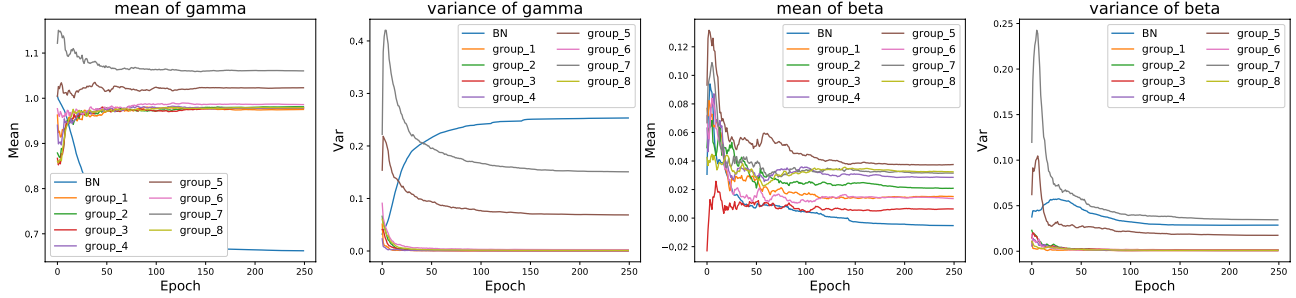 mean of gamma
Mean
1.1
1.0
0.9
0.8
0.7
BN
group_1
group_2
group_3
group_4
group_5
group_6
group_7
group_8
0 50 100 150 200 250
Epoch
variance of gamma
Var
0.4
0.3
0.2
0.1
0.0
BN
group_1
group_2
group_3
group_4
group_5
group_6
group_7
group_8
0 50 100 150 200 250
Epoch
mean of beta
Mean
0.12
0.10
0.08
0.06
0.04
0.02
0.00
−0.02
BN
group_1
group_2
group_3
group_4
group_5
group_6
group_7
group_8
0 50 100 150 200 250
Epoch
variance of beta
Var
0.25
0.20
0.15
0.10
0.05
0.00
BN
group_1
group_2
group_3
group_4
group_5
group_6
group_7
group_8
0 50 100 150 200 250
Epoch